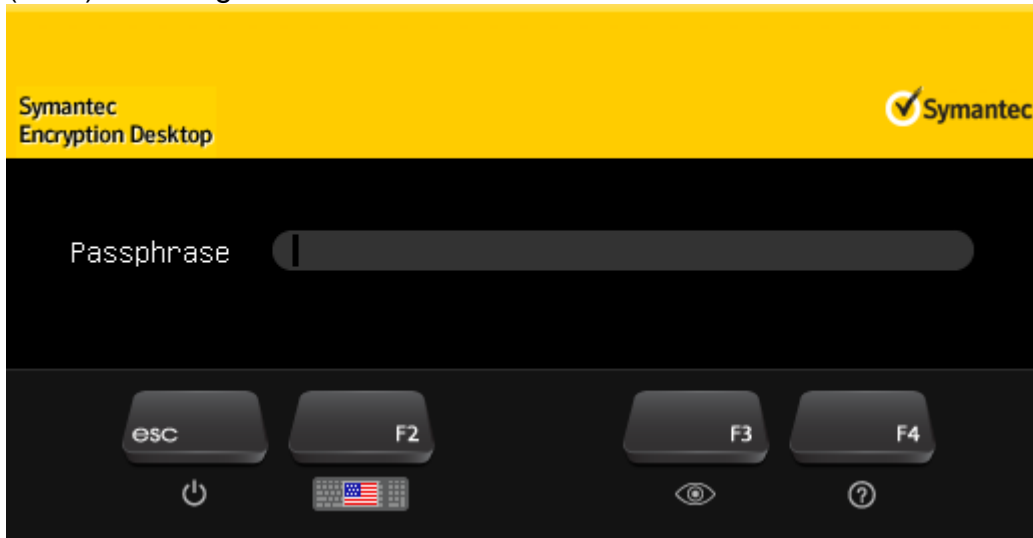 Symantec
Encryption Desktop
Symantec
Passphrase
esc
F2
F3
F4
?